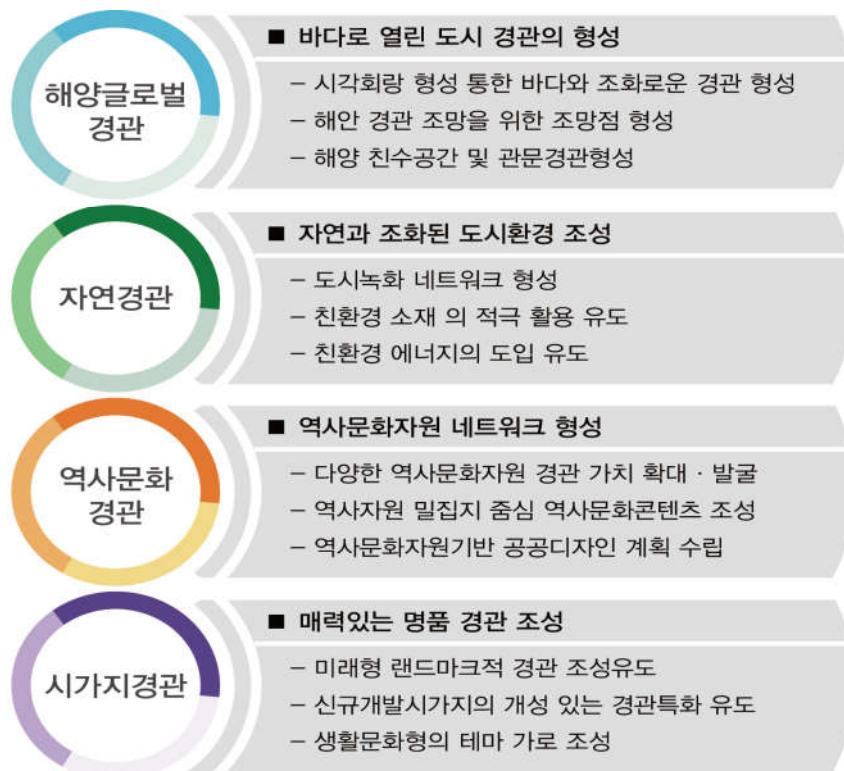 해양글로벌
경관
■ 바다로 열린 도시 경관의 형성
– 시각회랑 형성 통한 바다와 조화로운 경관 형성
– 해안 경관 조망을 위한 조망점 형성
– 해양 친수공간 및 관문경관형성
자연경관
■ 자연과 조화된 도시환경 조성
– 도시녹화 네트워크 형성
– 친환경 소재 의 적극 활용 유도
– 친환경 에너지의 도입 유도
역사문화
경관
■ 역사문화자원 네트워크 형성
– 다양한 역사문화자원 경관 가치 확대 · 발굴
– 역사자원 밀집지 줌심 역사문화콘텐츠 조성
– 역사문화자원기반 공공디자인 계획 수립
시가지경관
■ 매력있는 명품 경관 조성
– 미래형 랜드마크적 경관 조성유도
– 신규개발시가지의 개성 있는 경관특화 유도
– 생활문화형의 테마 가로 조성